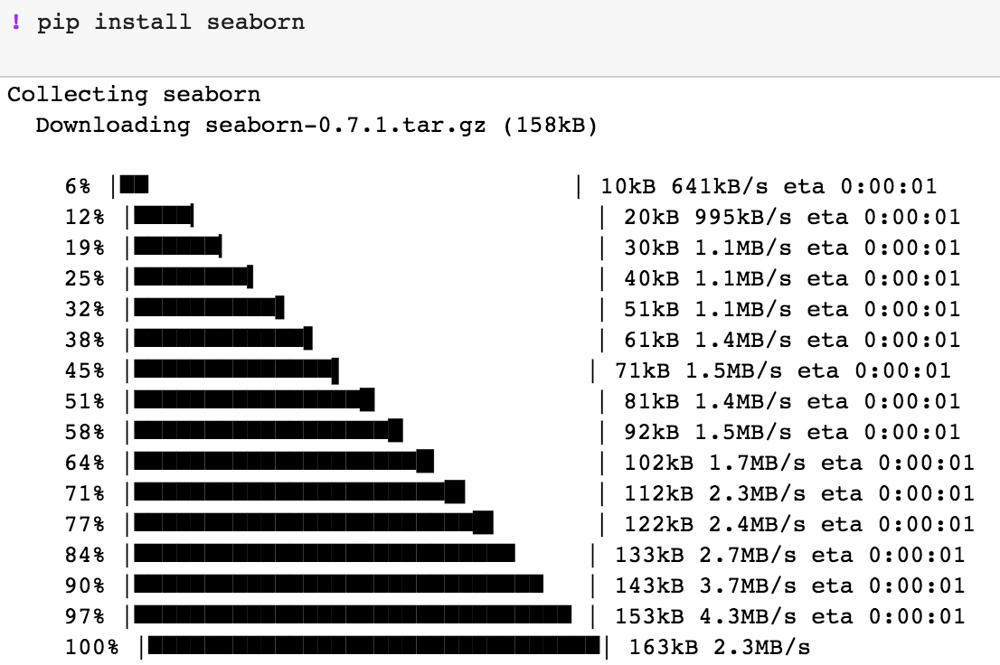 ! pip install seaborn
Collecting seaborn
Downloading seaborn-0.7.1.tar.gz (158kB)
6% |██ | 10kB 641kB/s eta 0:00:01
12% |████ | 20kB 995kB/s eta 0:00:01
19% |██████ | 30kB 1.1MB/s eta 0:00:01
25% |████████ | 40kB 1.1MB/s eta 0:00:01
32% |██████████ | 51kB 1.1MB/s eta 0:00:01
38% |████████████ | 61kB 1.4MB/s eta 0:00:01
45% |██████████████ | 71kB 1.5MB/s eta 0:00:01
51% |█████████████████ | 81kB 1.4MB/s eta 0:00:01
58% |███████████████████ | 92kB 1.5MB/s eta 0:00:01
64% |█████████████████████ | 102kB 1.7MB/s eta 0:00:01
71% |███████████████████████ | 112kB 2.3MB/s eta 0:00:01
77% |█████████████████████████ | 122kB 2.4MB/s eta 0:00:01
84% |███████████████████████████ | 133kB 2.7MB/s eta 0:00:01
90% |█████████████████████████████ | 143kB 3.7MB/s eta 0:00:01
97% |███████████████████████████████ | 153kB 4.3MB/s eta 0:00:01
100% |████████████████████████████████| 163kB 2.3MB/s